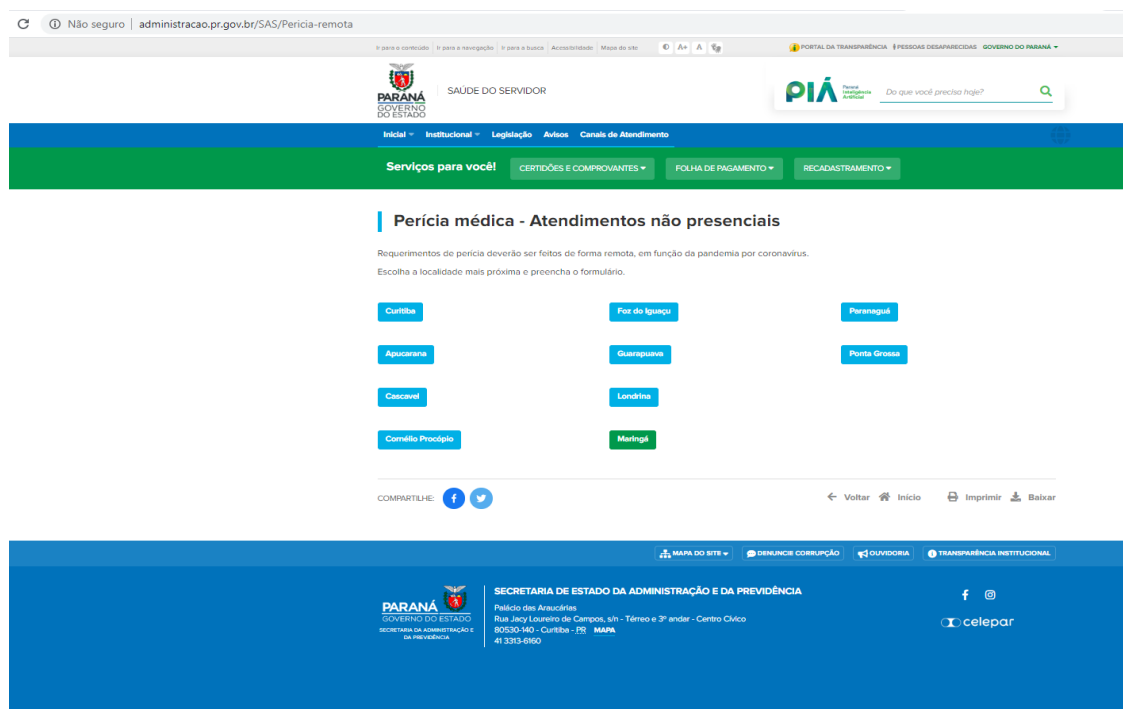 Não seguro | administracao.pr.gov.br/SAS/Pericia-remota
Ir para o conteúdo | Ir para a navegação | Ir para a busca | Acessibilidade | Mapa do site A+ A PORTAL DA TRANSPARÊNCIA PESSOAS DESAPARECIDAS GOVERNO DO PARANÁ
PARANÁ
GOVERNO
DO ESTADO
SAÚDE DO SERVIDOR
PIÁ Paraná Inteligência Artificial
Do que você precisa hoje?
Inicial Institucional Legislação Avisos Canais de Atendimento
Serviços para você! CERTIDÕES E COMPROVANTES FOLHA DE PAGAMENTO RECADASTRAMENTO
Perícia médica - Atendimentos não presenciais
Requerimentos de perícia deverão ser feitos de forma remota, em função da pandemia por coronavírus.
Escolha a localidade mais próxima e preencha o formulário.
Curitiba Foz do Iguaçu Paranaguá
Apucarana Guarapuava Ponta Grossa
Cascavel Londrina
Cornélio Procópio Maringá
COMPARTILHE: Voltar Início Imprimir Baixar
MAPA DO SITE DENUNCIE CORRUPÇÃO OUVIDORIA TRANSPARÊNCIA INSTITUCIONAL
PARANÁ
GOVERNO DO ESTADO
SECRETARIA DA ADMINISTRAÇÃO E
DA PREVIDÊNCIA
SECRETARIA DE ESTADO DA ADMINISTRAÇÃO E DA PREVIDÊNCIA
Palácio das Araucárias
Rua Jacy Loureiro de Campos, s/n - Térreo e 3º andar - Centro Cívico
80530-140 - Curitiba - PR MAPA
41 3313-6160
celepar